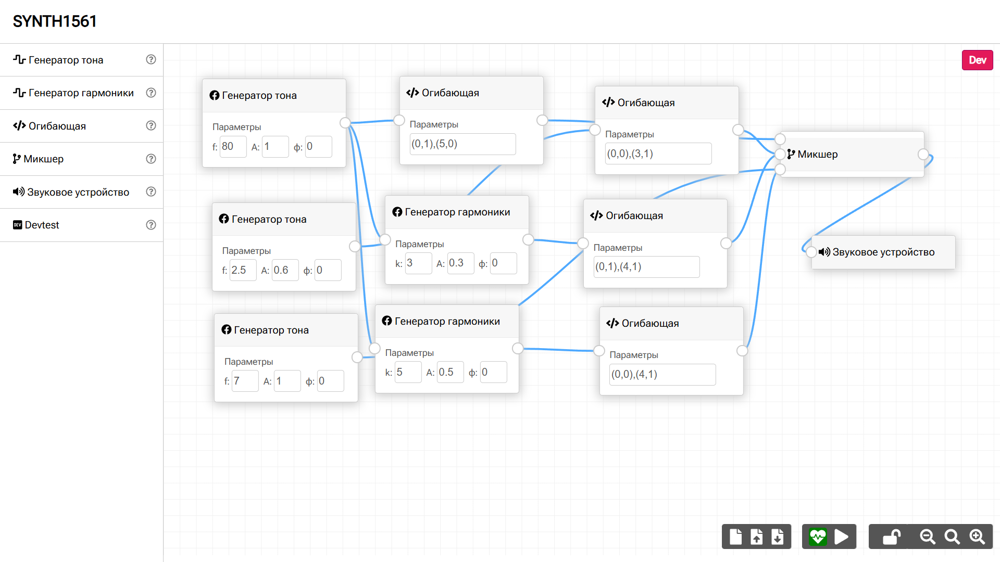 SYNTH1561
Генератор тона
Генератор гармоники
Огибающая
Микшер
Звуковое устройство
DEV Devtest
Dev
Генератор тона
Параметры
f: 80 A: 1 ф: 0
Огибающая
Параметры
(0,1),(5,0)
Огибающая
Параметры
(0,0),(3,1)
Микшер
Генератор тона
Параметры
f: 2.5 A: 0.6 ф: 0
Генератор гармоники
Параметры
k: 3 A: 0.3 ф: 0
Огибающая
Параметры
(0,1),(4,1)
Звуковое устройство
Генератор тона
Параметры
f: 7 A: 1 ф: 0
Генератор гармоники
Параметры
k: 5 A: 0.5 ф: 0
Огибающая
Параметры
(0,0),(4,1)